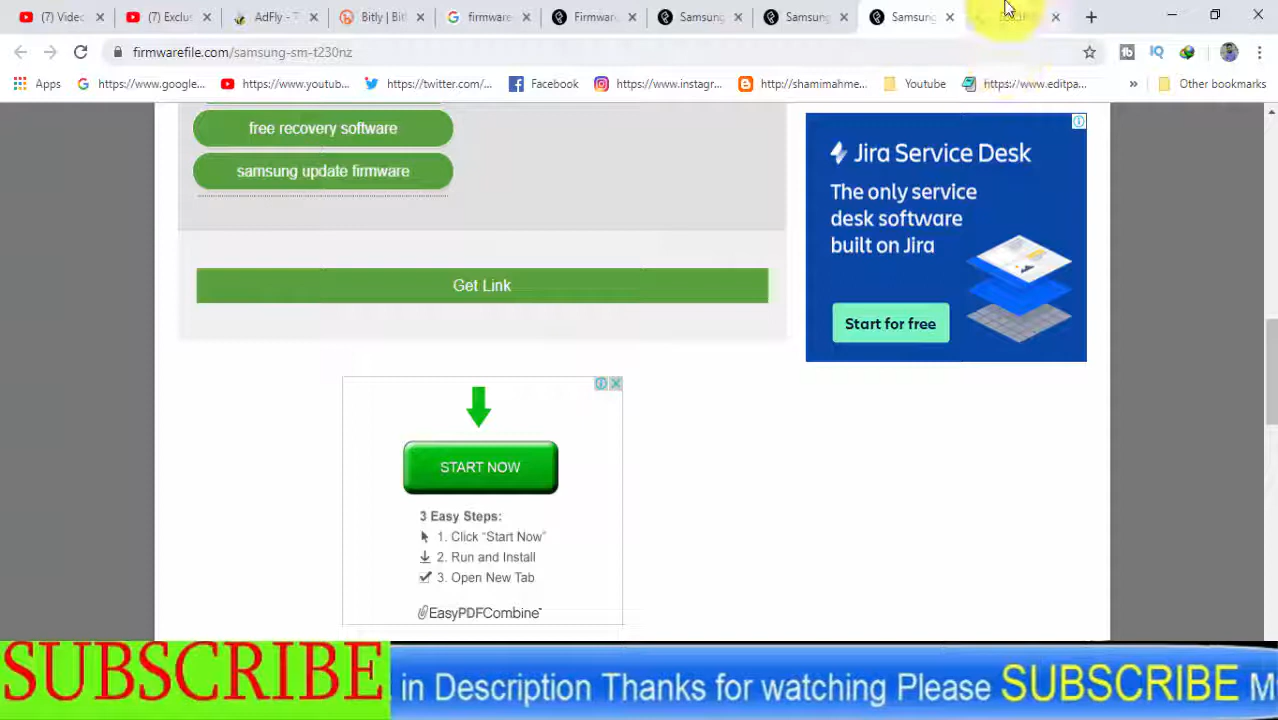 (7) Video
(7) Exclus
AdFly - T
Bitly | Bit
firmware
Firmware
Samsung
Samsung
Samsung
firmwarefile.com/samsung-sm-t230nz
Apps
https://www.google...
https://www.youtub...
https://twitter.com/...
Facebook
https://www.instagr...
http://shamimahme...
Youtube
https://www.editpa...
»
Other bookmarks
free recovery software
samsung update firmware
Get Link
Jira Service Desk
The only service
desk software
built on Jira
Start for free
START NOW
3 Easy Steps:
1. Click “Start Now”
2. Run and Install
3. Open New Tab
EasyPDFCombine™
SUBSCRIBE
in Description Thanks for watching Please SUBSCRIBE M